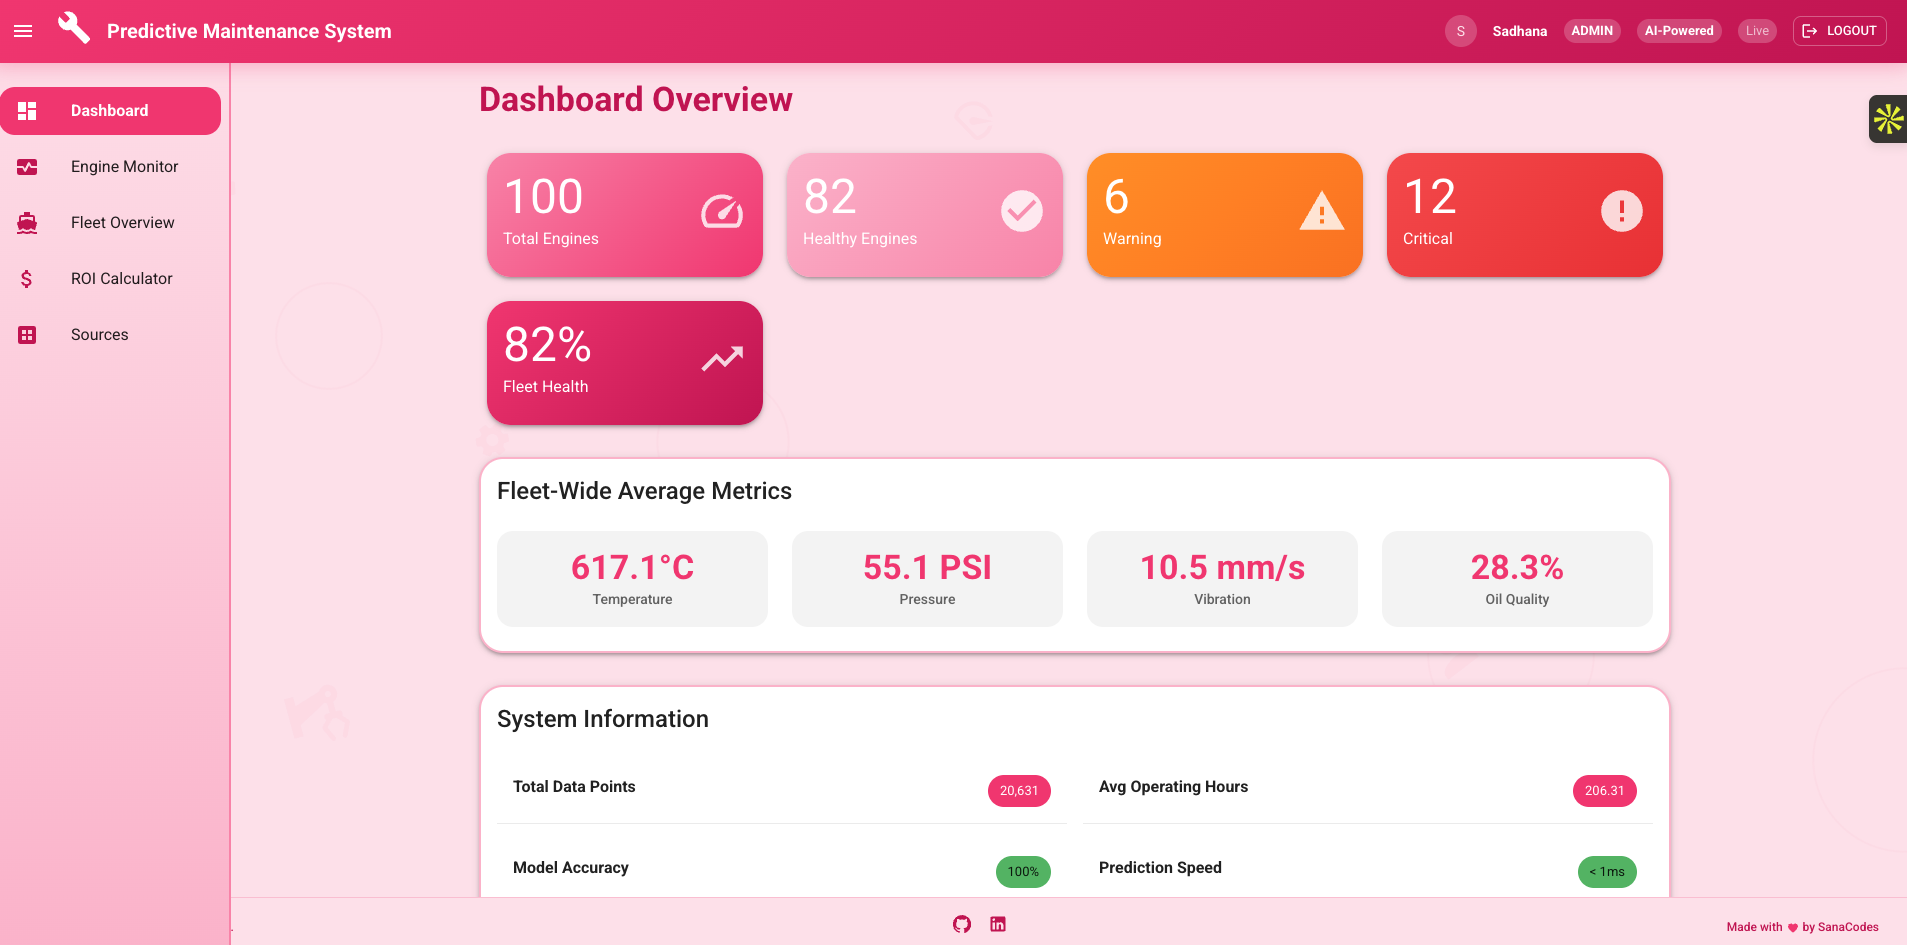 Predictive Maintenance System
S
Sadhana
ADMIN
AI-Powered
Live
LOGOUT
Dashboard
Engine Monitor
Fleet Overview
ROI Calculator
Sources
Dashboard Overview
100
Total Engines
82
Healthy Engines
6
Warning
12
Critical
82%
Fleet Health
Fleet-Wide Average Metrics
617.1°C
Temperature
55.1 PSI
Pressure
10.5 mm/s
Vibration
28.3%
Oil Quality
System Information
Total Data Points
20,631
Avg Operating Hours
206.31
Model Accuracy
100%
Prediction Speed
< 1ms
Made with ♥ by SanaCodes